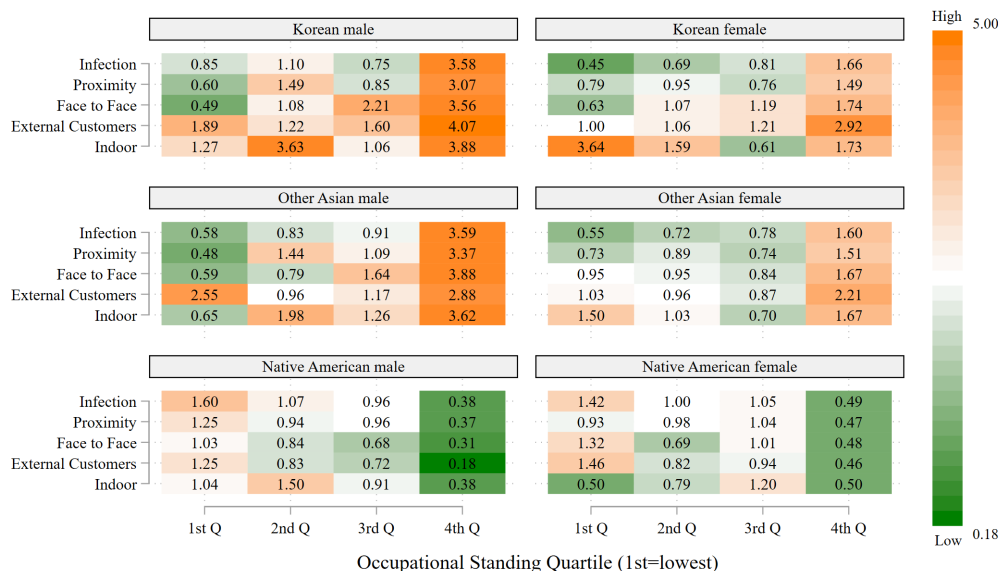 High 5.00
Korean male Korean female
Infection 0.85 1.10 0.75 3.58 0.45 0.69 0.81 1.66
Proximity 0.60 1.49 0.85 3.07 0.79 0.95 0.76 1.49
Face to Face 0.49 1.08 2.21 3.56 0.63 1.07 1.19 1.74
External Customers 1.89 1.22 1.60 4.07 1.00 1.06 1.21 2.92
Indoor 1.27 3.63 1.06 3.88 3.64 1.59 0.61 1.73
Other Asian male Other Asian female
Infection 0.58 0.83 0.91 3.59 0.55 0.72 0.78 1.60
Proximity 0.48 1.44 1.09 3.37 0.73 0.89 0.74 1.51
Face to Face 0.59 0.79 1.64 3.88 0.95 0.95 0.84 1.67
External Customers 2.55 0.96 1.17 2.88 1.03 0.96 0.87 2.21
Indoor 0.65 1.98 1.26 3.62 1.50 1.03 0.70 1.67
Native American male Native American female
Infection 1.60 1.07 0.96 0.38 1.42 1.00 1.05 0.49
Proximity 1.25 0.94 0.96 0.37 0.93 0.98 1.04 0.47
Face to Face 1.03 0.84 0.68 0.31 1.32 0.69 1.01 0.48
External Customers 1.25 0.83 0.72 0.18 1.46 0.82 0.94 0.46
Indoor 1.04 1.50 0.91 0.38 0.50 0.79 1.20 0.50
1st Q 2nd Q 3rd Q 4th Q 1st Q 2nd Q 3rd Q 4th Q
Low 0.18
Occupational Standing Quartile (1st=lowest)